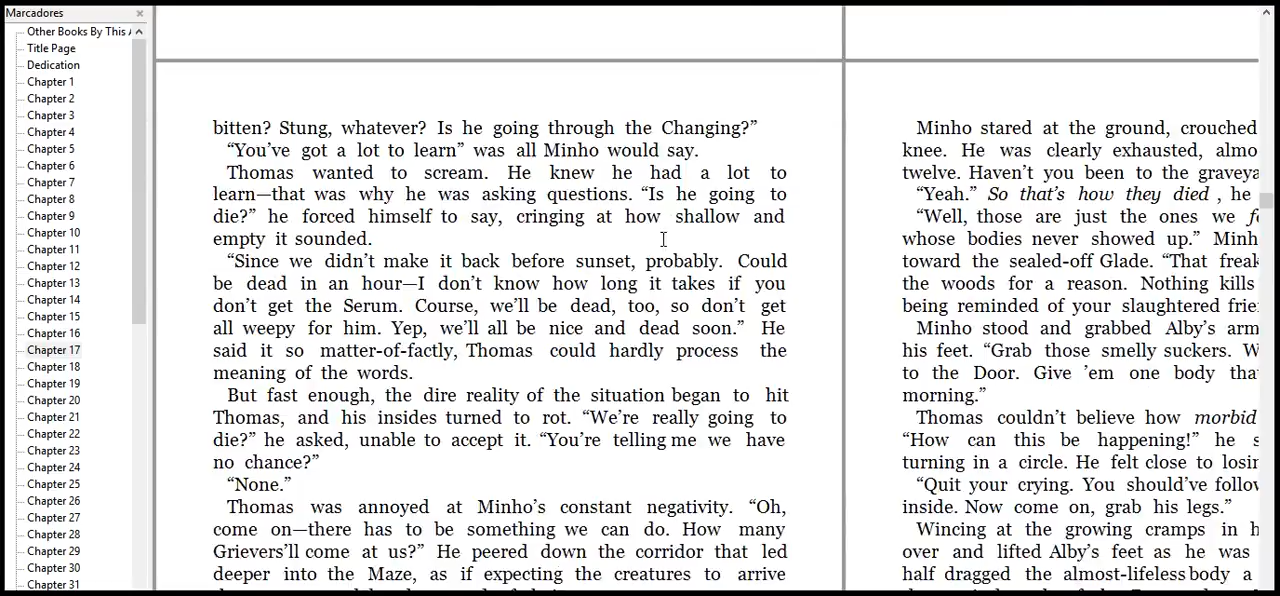 Marcadores
Other Books By This
Title Page
Dedication
Chapter 1
Chapter 2
Chapter 3
Chapter 4
Chapter 5
Chapter 6
Chapter 7
Chapter 8
Chapter 9
Chapter 10
Chapter 11
Chapter 12
Chapter 13
Chapter 14
Chapter 15
Chapter 16
Chapter 17
Chapter 18
Chapter 19
Chapter 20
Chapter 21
Chapter 22
Chapter 23
Chapter 24
Chapter 25
Chapter 26
Chapter 27
Chapter 28
Chapter 29
Chapter 30
Chapter 31
bitten? Stung, whatever? Is he going through the Changing?”
“You’ve got a lot to learn” was all Minho would say.
Thomas wanted to scream. He knew he had a lot to
learn—that was why he was asking questions. “Is he going to
die?” he forced himself to say, cringing at how shallow and
empty it sounded.
“Since we didn’t make it back before sunset, probably. Could
be dead in an hour—I don’t know how long it takes if you
don’t get the Serum. Course, we’ll be dead, too, so don’t get
all weepy for him. Yep, we’ll all be nice and dead soon.” He
said it so matter-of-factly, Thomas could hardly process the
meaning of the words.
But fast enough, the dire reality of the situation began to hit
Thomas, and his insides turned to rot. “We’re really going to
die?” he asked, unable to accept it. “You’re telling me we have
no chance?”
“None.”
Thomas was annoyed at Minho’s constant negativity. “Oh,
come on—there has to be something we can do. How many
Grievers’ll come at us?” He peered down the corridor that led
deeper into the Maze, as if expecting the creatures to arrive
Minho stared at the ground, crouched
knee. He was clearly exhausted, almo
twelve. Haven’t you been to the graveya
“Yeah.” So that’s how they died , he
“Well, those are just the ones we f
whose bodies never showed up.” Minh
toward the sealed-off Glade. “That freak
the woods for a reason. Nothing kills
being reminded of your slaughtered frie
Minho stood and grabbed Alby’s arm
his feet. “Grab those smelly suckers. W
to the Door. Give ’em one body tha
morning.”
Thomas couldn’t believe how morbid
“How can this be happening!” he s
turning in a circle. He felt close to losin
“Quit your crying. You should’ve follow
inside. Now come on, grab his legs.”
Wincing at the growing cramps in h
over and lifted Alby’s feet as he was
half dragged the almost-lifeless body a